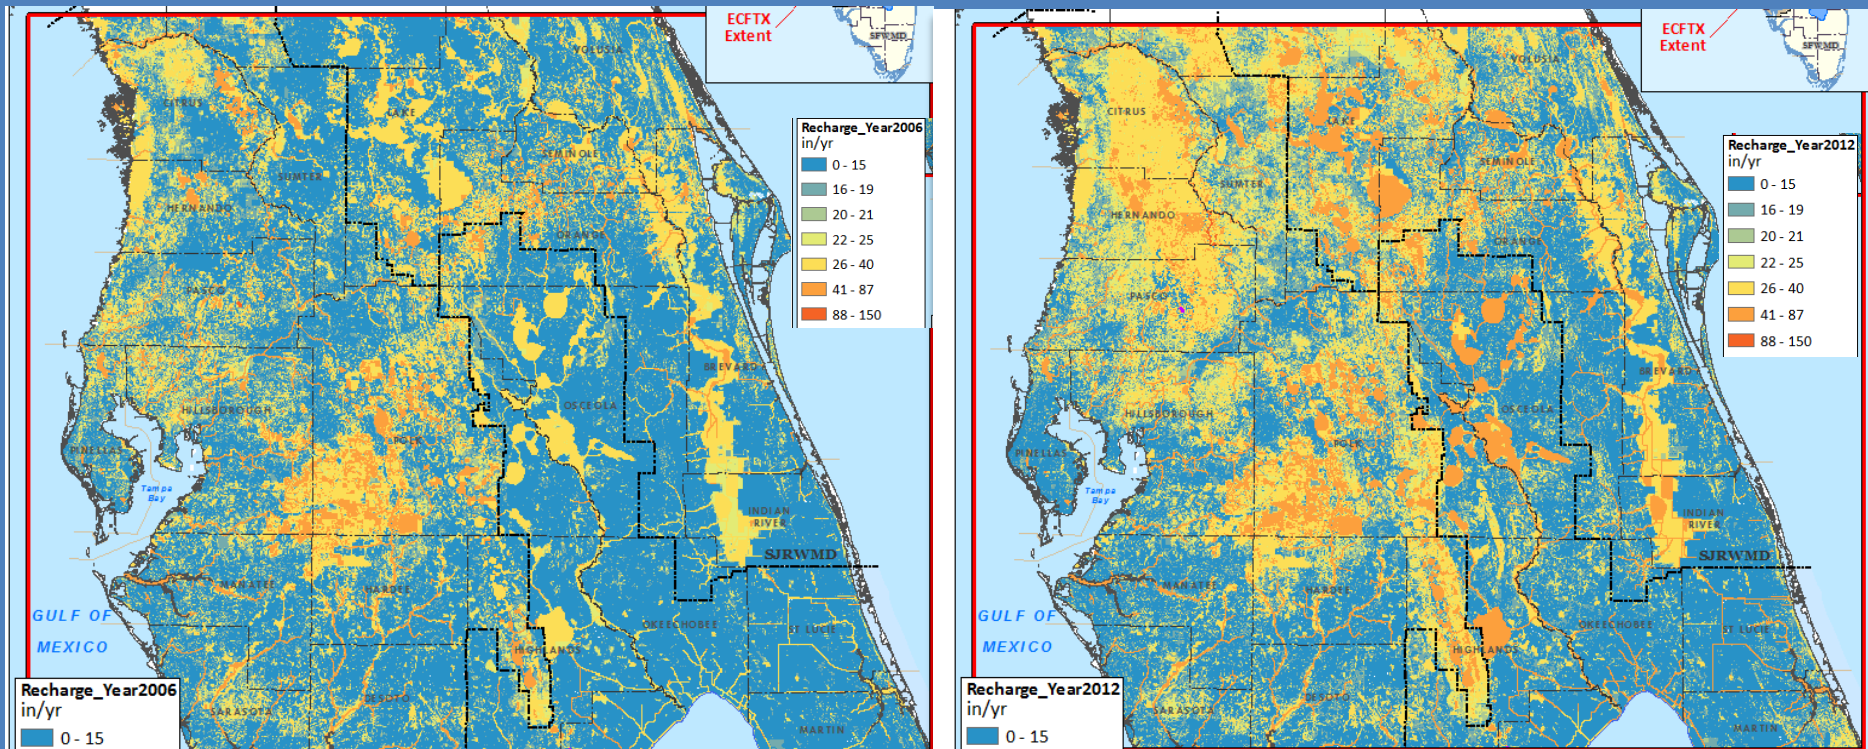 ECFTX
Extent
SFWMD
VOLUSIA
CITRUS
LAKE
Recharge_Year2006
in/yr
0 - 15
16 - 19
20 - 21
22 - 25
26 - 40
41 - 87
88 - 150
SEMINOLE
SUMTER
HERNANDO
ORANGE
PASCO
BREVARD
OSCEOLA
HILLSBOROUGH
POLK
PINELLAS
Tampa
Bay
INDIAN
RIVER
SJRWMD
MANATEE
HARDEE
GULF OF
MEXICO
OKEECHOBEE
ST LUCIE
HIGHLANDS
DESOTO
SARASOTA
MARTIN
Recharge_Year2006
in/yr
0 - 15
ECFTX
Extent
SFWMD
VOLUSIA
CITRUS
LAKE
Recharge_Year2012
in/yr
0 - 15
16 - 19
20 - 21
22 - 25
26 - 40
41 - 87
88 - 150
SEMINOLE
SUMTER
HERNANDO
ORANGE
PASCO
BREVARD
OSCEOLA
HILLSBOROUGH
POLK
PINELLAS
Tampa
Bay
INDIAN
RIVER
SJRWMD
MANATEE
HARDEE
GULF OF
MEXICO
OKEECHOBEE
ST LUCIE
HIGHLANDS
DESOTO
SARASOTA
MARTIN
Recharge_Year2012
in/yr
0 - 15